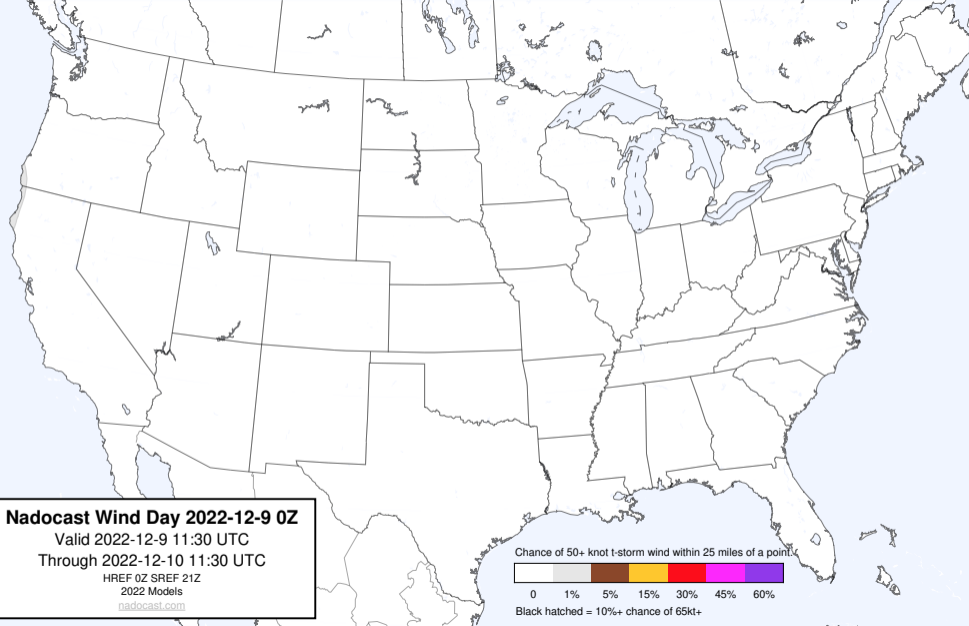 Nadocast Wind Day 2022-12-9 0Z
Valid 2022-12-9 11:30 UTC
Through 2022-12-10 11:30 UTC
HREF 0Z SREF 21Z
2022 Models
nadocast.com
Chance of 50+ knot t-storm wind within 25 miles of a point.
0 1% 5% 15% 30% 45% 60%
Black hatched = 10%+ chance of 65kt+